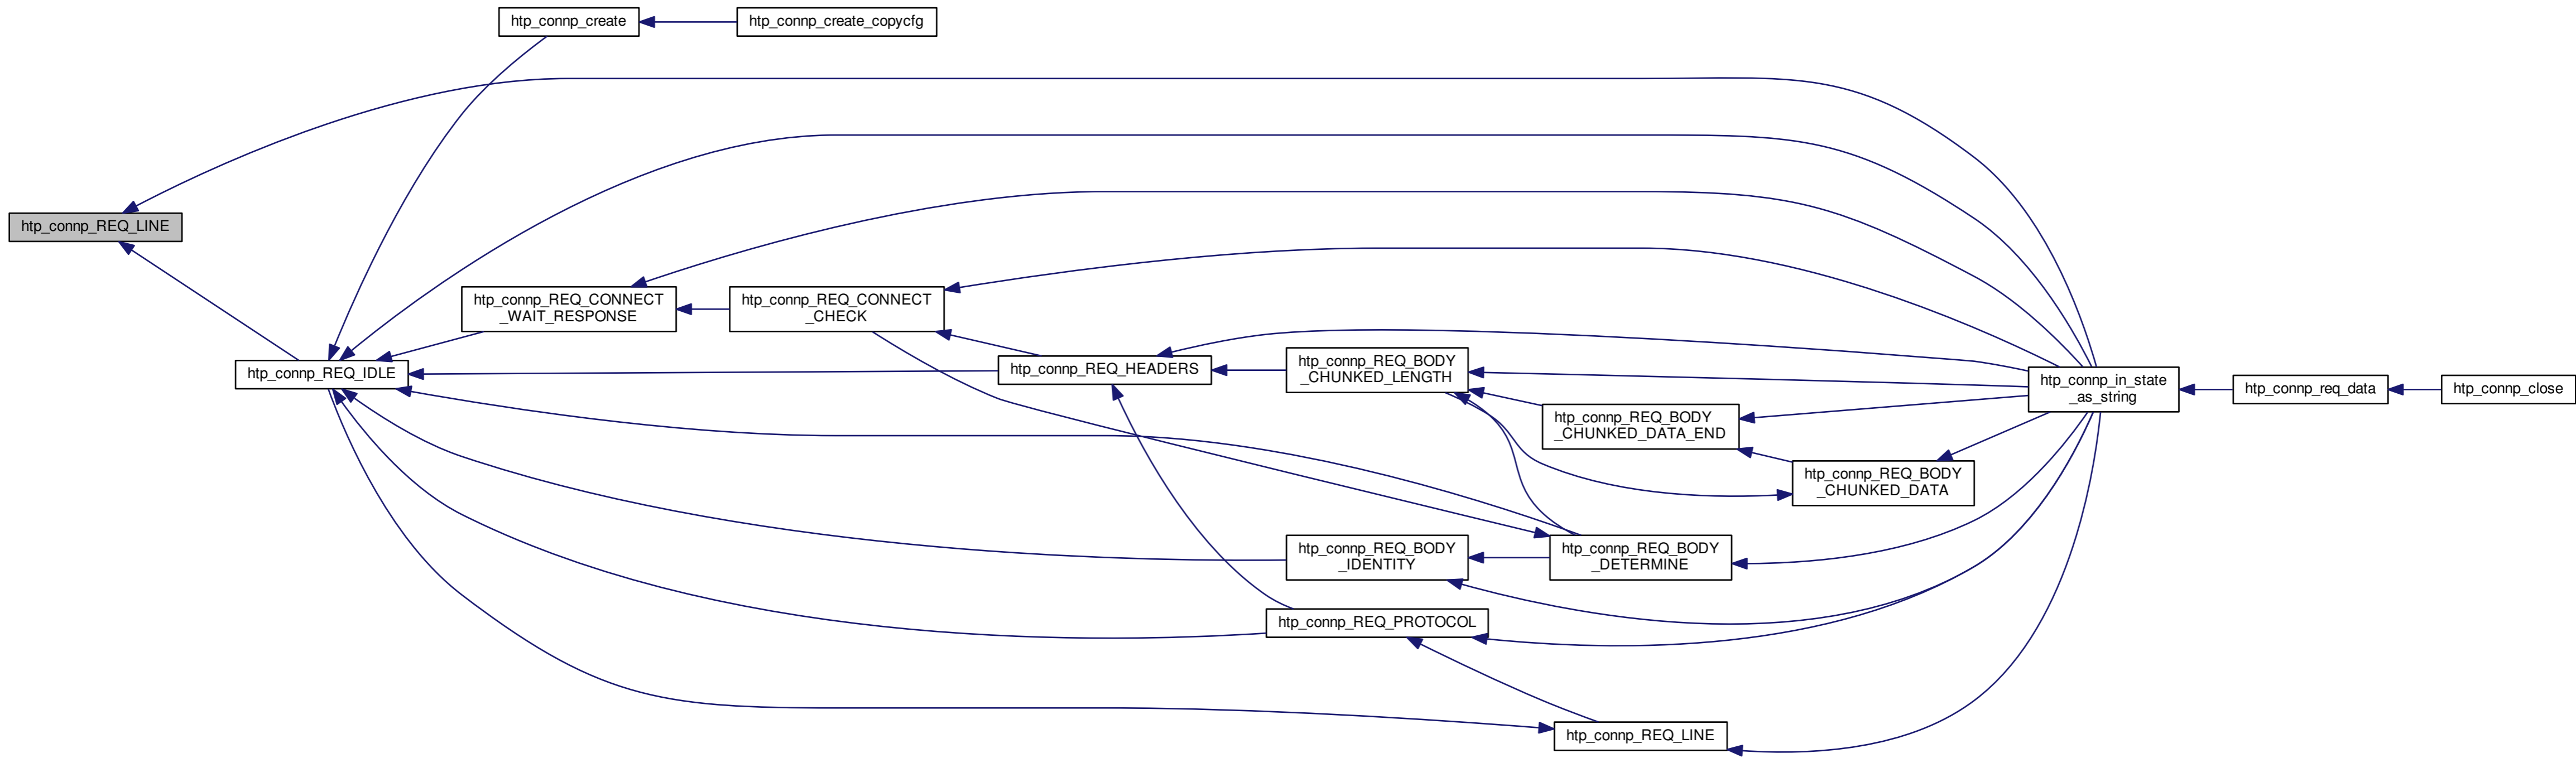 htp_connp_create
htp_connp_create_copycfg
htp_connp_REQ_LINE
htp_connp_REQ_CONNECT
_WAIT_RESPONSE
htp_connp_REQ_CONNECT
_CHECK
htp_connp_REQ_IDLE
htp_connp_REQ_HEADERS
htp_connp_REQ_BODY
_CHUNKED_LENGTH
htp_connp_in_state
_as_string
htp_connp_req_data
htp_connp_close
htp_connp_REQ_BODY
_CHUNKED_DATA_END
htp_connp_REQ_BODY
_CHUNKED_DATA
htp_connp_REQ_BODY
_IDENTITY
htp_connp_REQ_BODY
_DETERMINE
htp_connp_REQ_PROTOCOL
htp_connp_REQ_LINE